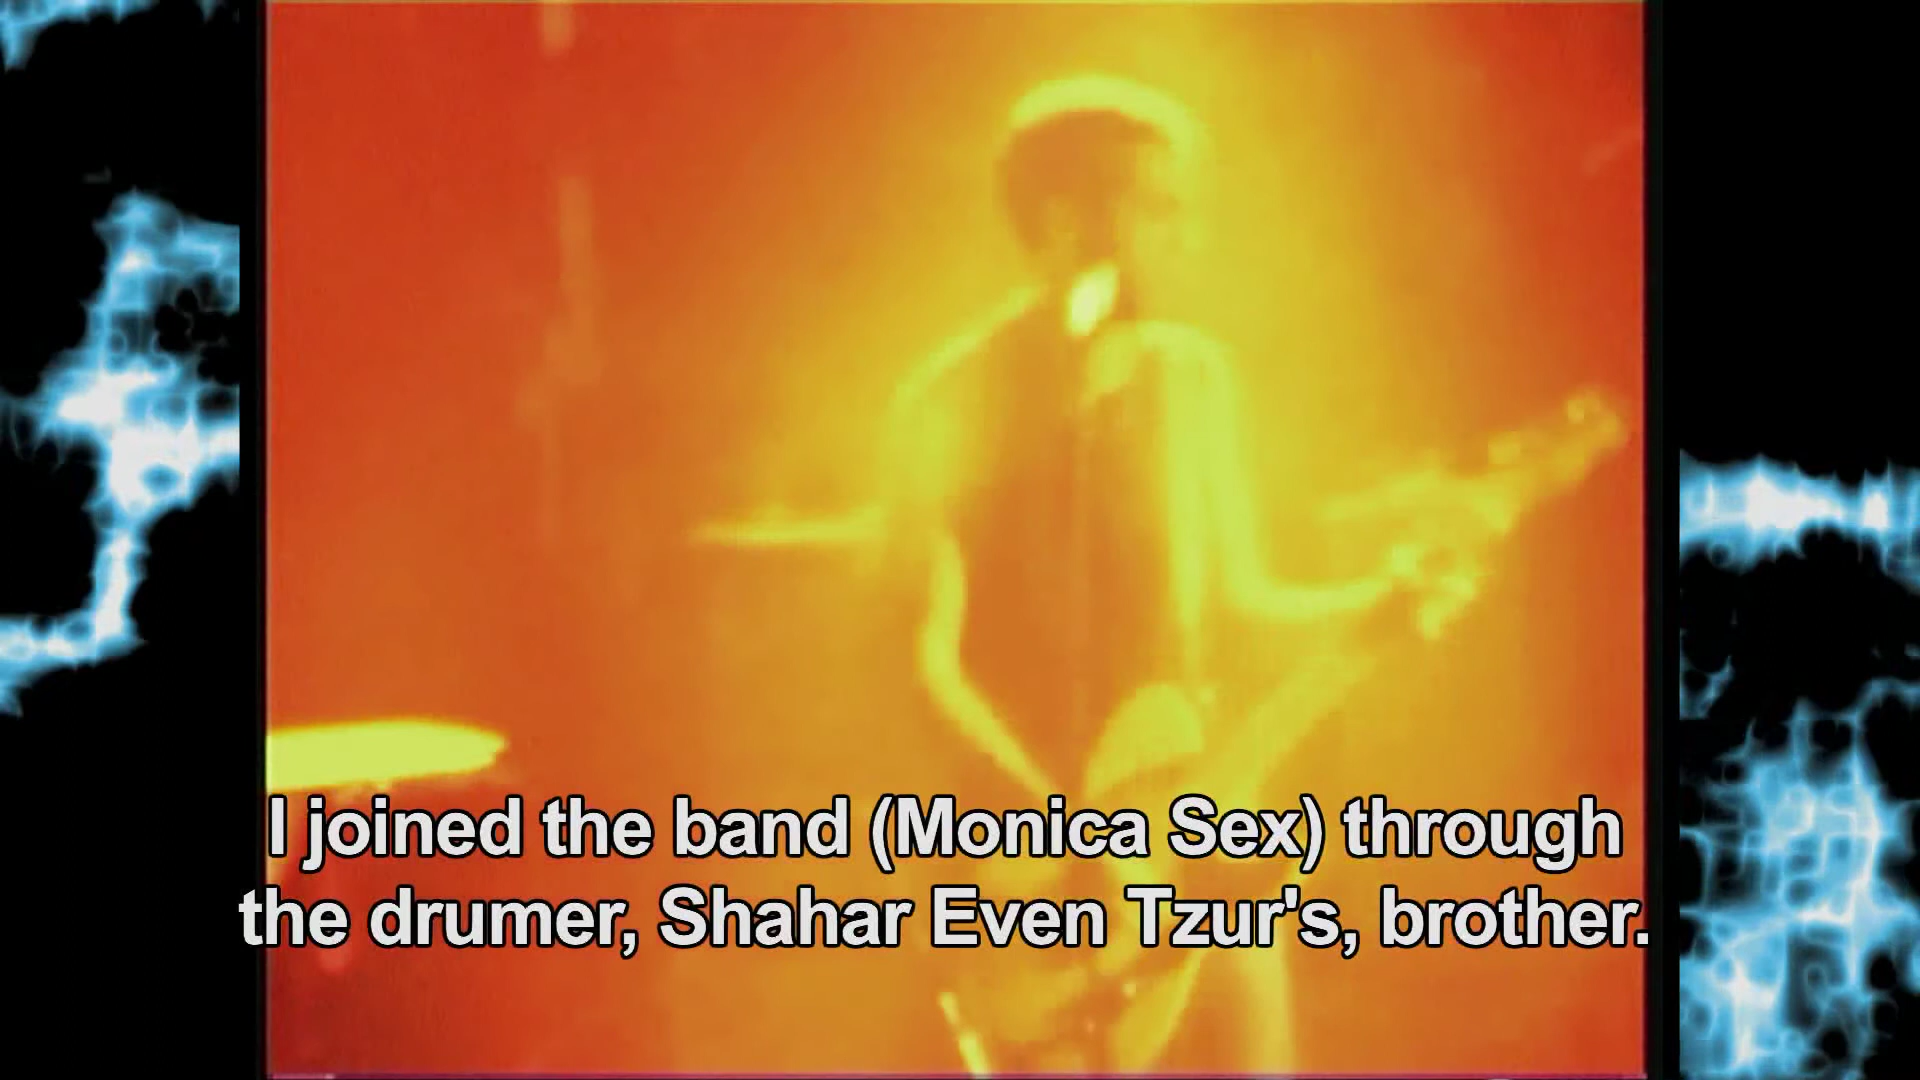 I joined the band (Monica Sex) through
the drumer, Shahar Even Tzur's, brother.